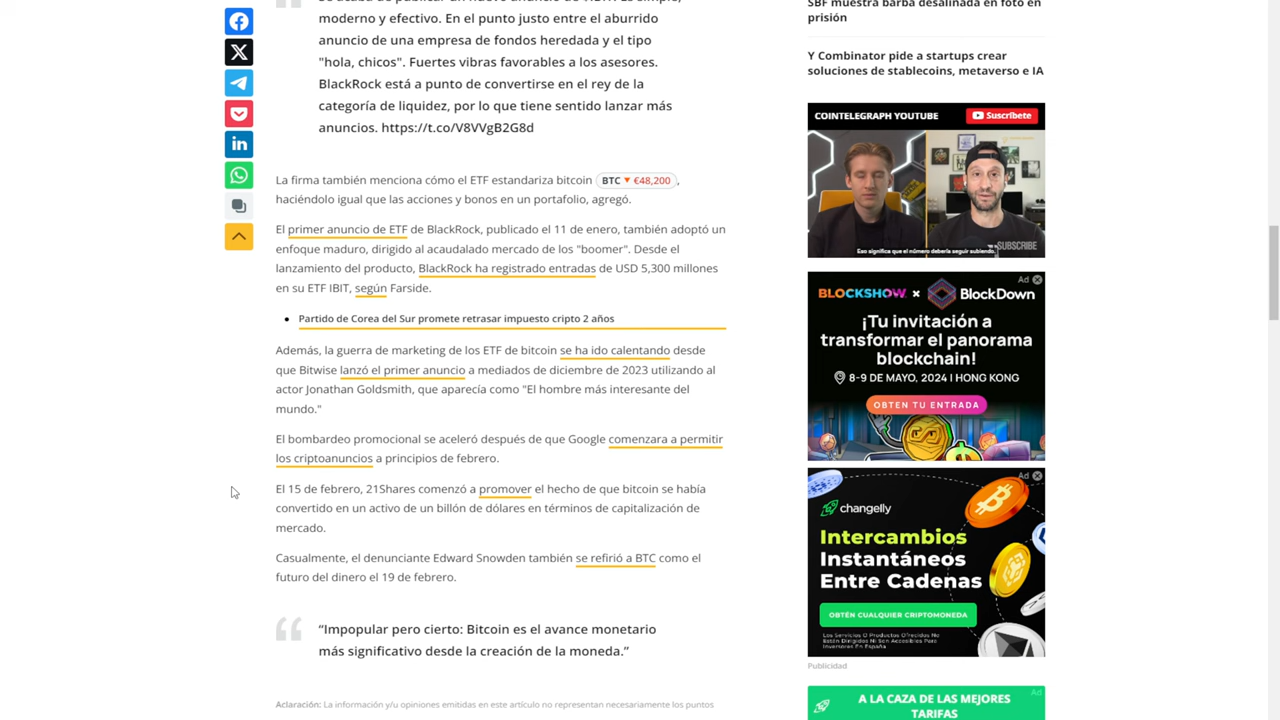 moderno y efectivo. En el punto justo entre el aburrido
anuncio de una empresa de fondos heredada y el tipo
"hola, chicos". Fuertes vibras favorables a los asesores.
BlackRock está a punto de convertirse en el rey de la
categoría de liquidez, por lo que tiene sentido lanzar más
anuncios. https://t.co/V8VVgB2G8d
La firma también menciona cómo el ETF estandariza bitcoin BTC ▼ €48,200,
haciéndolo igual que las acciones y bonos en un portafolio, agregó.
El primer anuncio de ETF de BlackRock, publicado el 11 de enero, también adoptó un
enfoque maduro, dirigido al acaudalado mercado de los "boomer". Desde el
lanzamiento del producto, BlackRock ha registrado entradas de USD 5,300 millones
en su ETF IBIT, según Farside.
• Partido de Corea del Sur promete retrasar impuesto cripto 2 años
Además, la guerra de marketing de los ETF de bitcoin se ha ido calentando desde
que Bitwise lanzó el primer anuncio a mediados de diciembre de 2023 utilizando al
actor Jonathan Goldsmith, que aparecía como "El hombre más interesante del
mundo."
El bombardeo promocional se aceleró después de que Google comenzara a permitir
los criptoanuncios a principios de febrero.
El 15 de febrero, 21Shares comenzó a promover el hecho de que bitcoin se había
convertido en un activo de un billón de dólares en términos de capitalización de
mercado.
Casualmente, el denunciante Edward Snowden también se refirió a BTC como el
futuro del dinero el 19 de febrero.
“Impopular pero cierto: Bitcoin es el avance monetario
más significativo desde la creación de la moneda.”
Aclaración: La información y/u opiniones emitidas en este artículo no representan necesariamente los puntos
SBF muestra barba desaliñada en foto en
prisión
Y Combinator pide a startups crear
soluciones de stablecoins, metaverso e IA
COINTELEGRAPH YOUTUBE
Suscríbete
Eso significa que el número debería seguir subiendo.
SUBSCRIBE
Ad
BLOCKSHOW × BlockDown
¡Tu invitación a
transformar el panorama
blockchain!
8-9 DE MAYO, 2024 | HONG KONG
OBTEN TU ENTRADA
Ad
changelly
Intercambios
Instantáneos
Entre Cadenas
OBTÉN CUALQUIER CRIPTOMONEDA
Los Servicios O Productos Ofrecidos No
Están Dirigidos Ni Son Accesibles Para
Inversores En España
Publicidad
Ad
A LA CAZA DE LAS MEJORES
TARIFAS